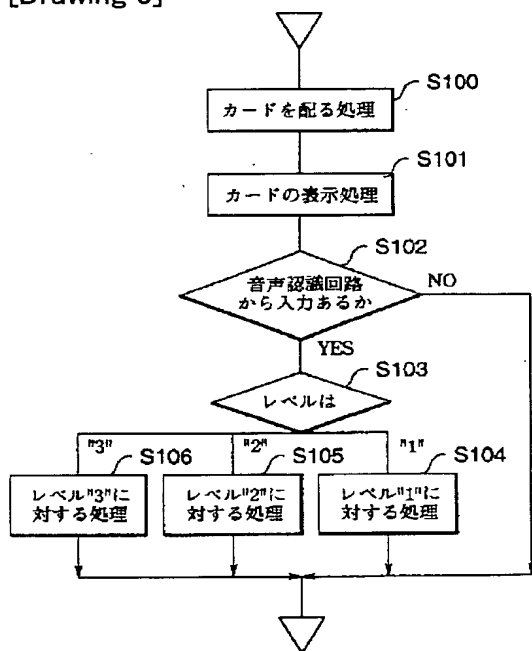 S100
カードを配る処理
S101
カードの表示処理
S102
音声認識回路
から入力あるか
NO
YES
S103
レベルは
"3"
"2"
"1"
S106
S105
S104
レベル"3"に
対する処理
レベル"2"に
対する処理
レベル"1"に
対する処理